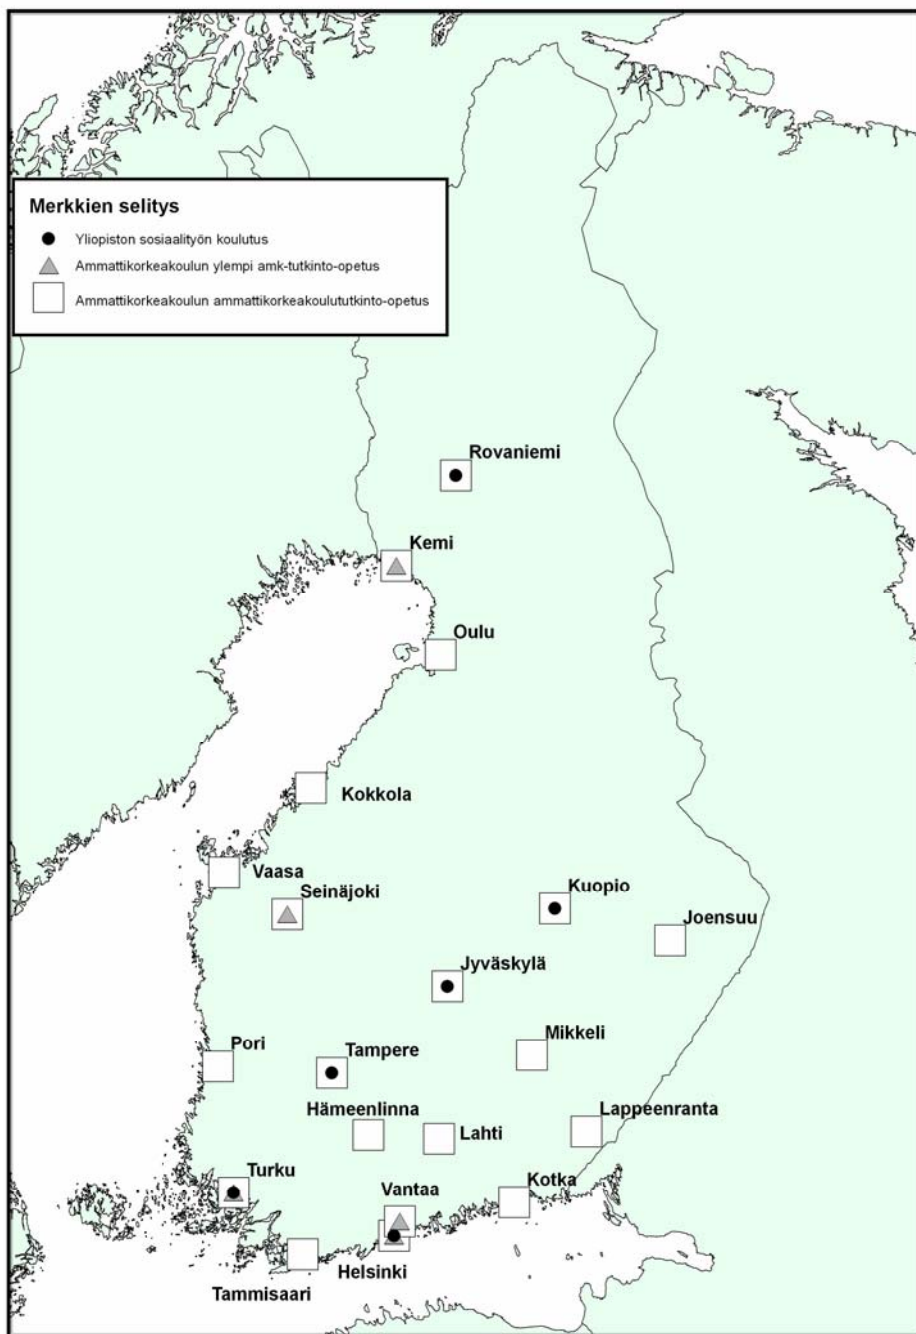 Merkkien selitys
Yliopiston sosiaalityön koulutus
Ammattikorkeakoulun ylempi amk-tutkinto-opetus
Ammattikorkeakoulun ammattikorkeakoulututkinto-opetus
Rovaniemi
Kemi
Oulu
Kokkola
Vaasa
Seinäjoki
Kuopio
Joensuu
Jyväskylä
Mikkeli
Pori
Tampere
Hämeenlinna
Lappeenranta
Lahti
Turku
Kotka
Vantaa
Helsinki
Tammisaari